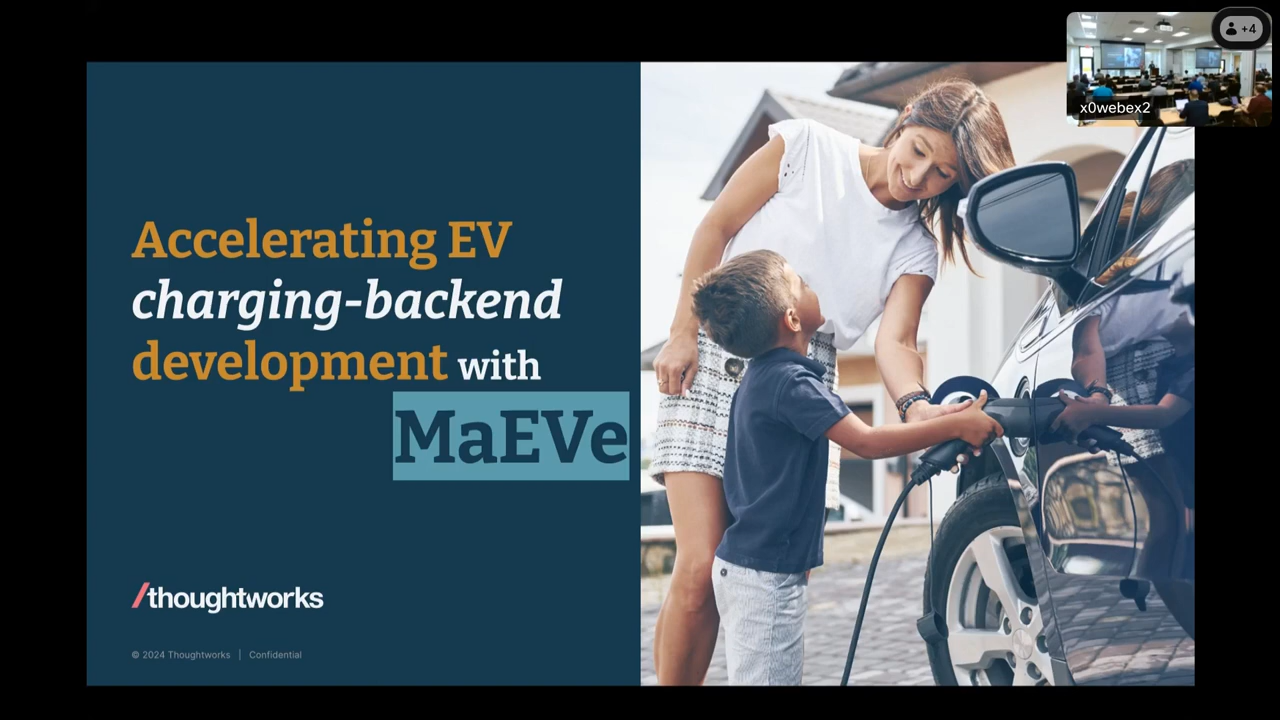 Accelerating EV
charging-backend
development with
MaEVe
/thoughtworks
© 2024 Thoughtworks | Confidential
+4
x0webex2